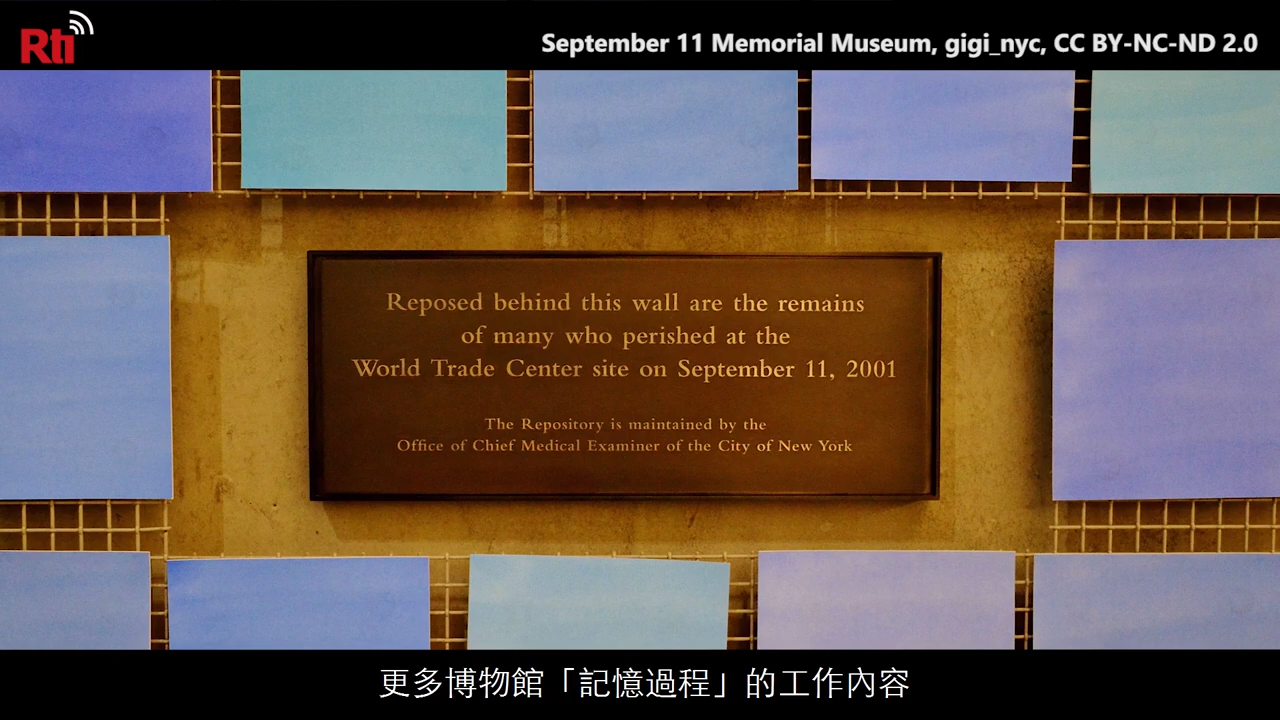 Rti
September 11 Memorial Museum, gigi_nyc, CC BY-NC-ND 2.0
Reposed behind this wall are the remains
of many who perished at the
World Trade Center site on September 11, 2001
The Repository is maintained by the
Office of Chief Medical Examiner of the City of New York
更多博物館「記憶過程」的工作內容